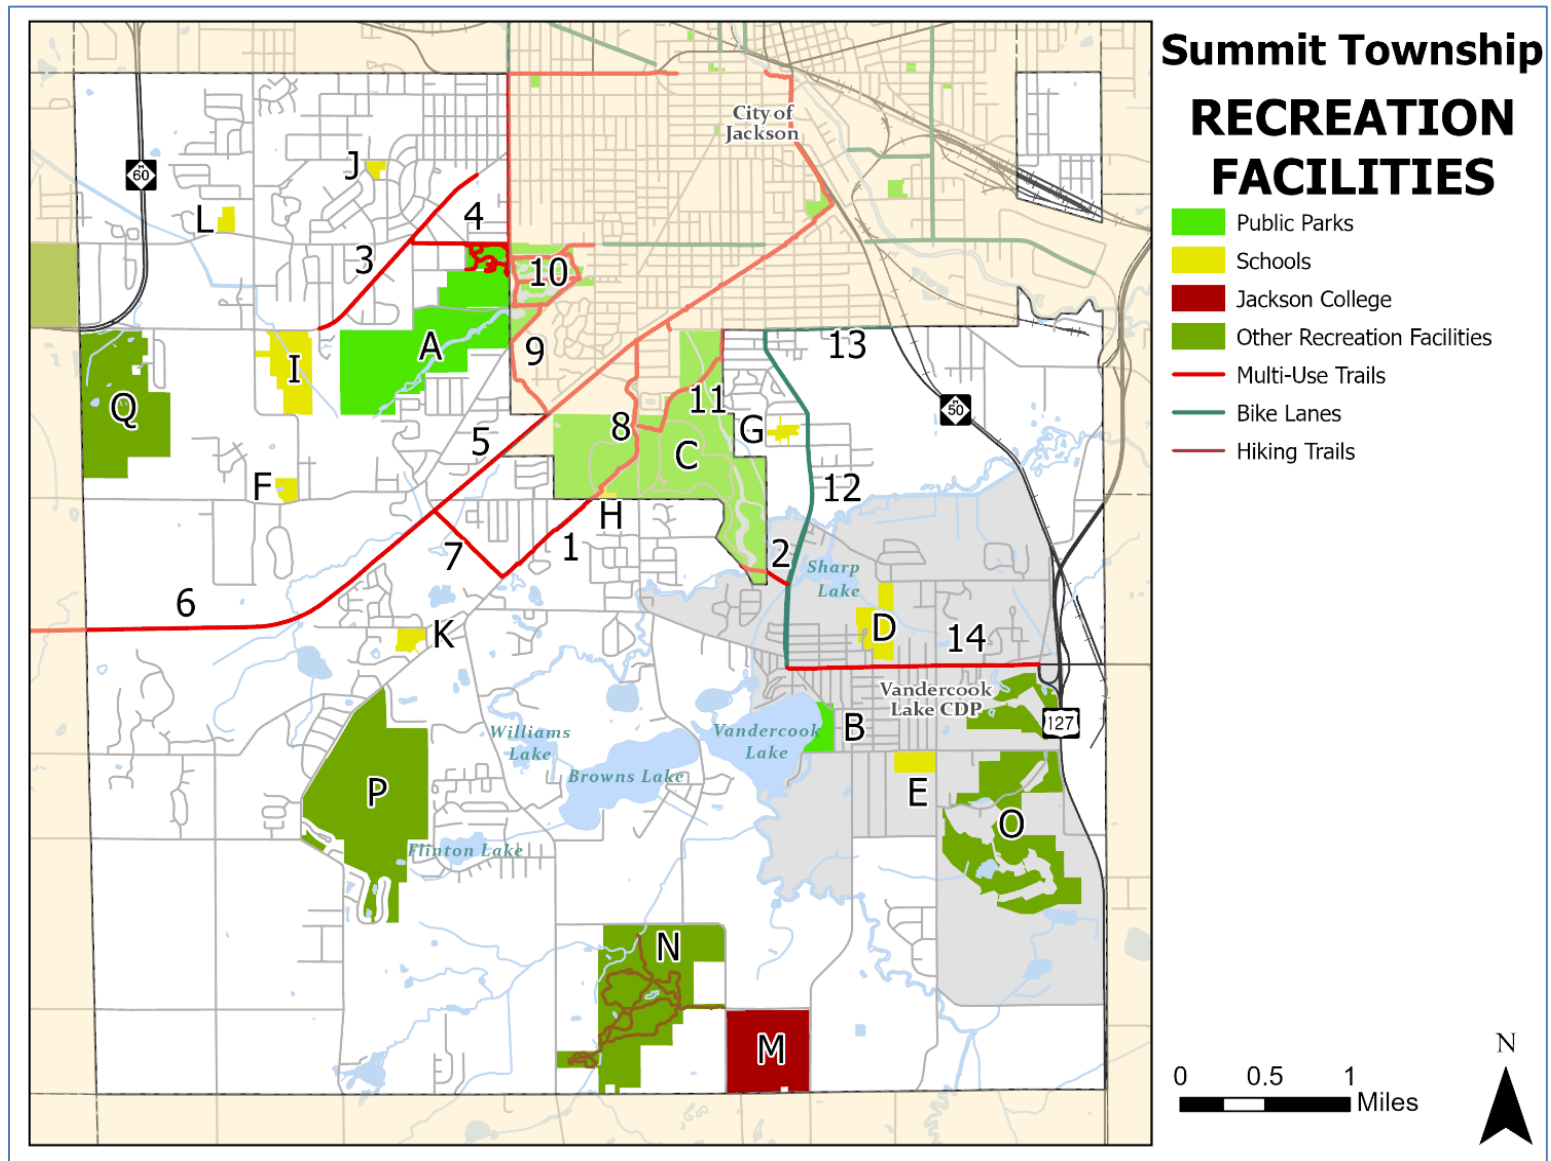 Summit Township
RECREATION
FACILITIES
Public Parks
Schools
Jackson College
Other Recreation Facilities
Multi-Use Trails
Bike Lanes
Hiking Trails
City of
Jackson
M
60
J
L
4
3
10
A
9
13
I
Q
11
8
G
M
50
5
C
F
12
H
1
2
7
Sharp
Lake
6
K
D
14
Vandercook
Lake CDP
127
Williams
Lake
Vandercook
Lake
B
Browns Lake
P
E
O
Flinton Lake
N
M
N
0 0.5 1
Miles